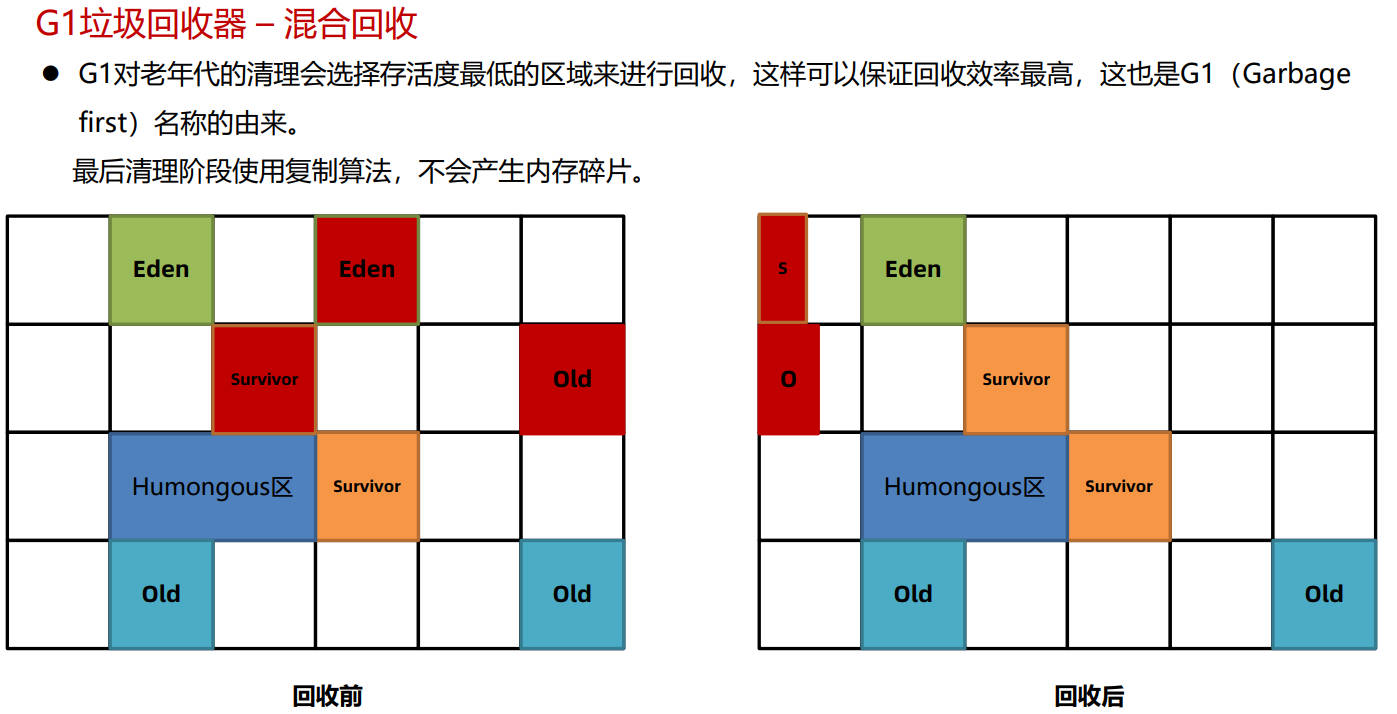 G1垃圾回收器 – 混合回收
● G1对老年代的清理会选择存活度最低的区域来进行回收，这样可以保证回收效率最高，这也是G1（Garbage
first）名称的由来。
最后清理阶段使用复制算法，不会产生内存碎片。
Eden
Eden
Survivor
Old
Humongous区
Survivor
Old
Old
回收前
S
Eden
O
Survivor
Humongous区
Survivor
Old
Old
回收后